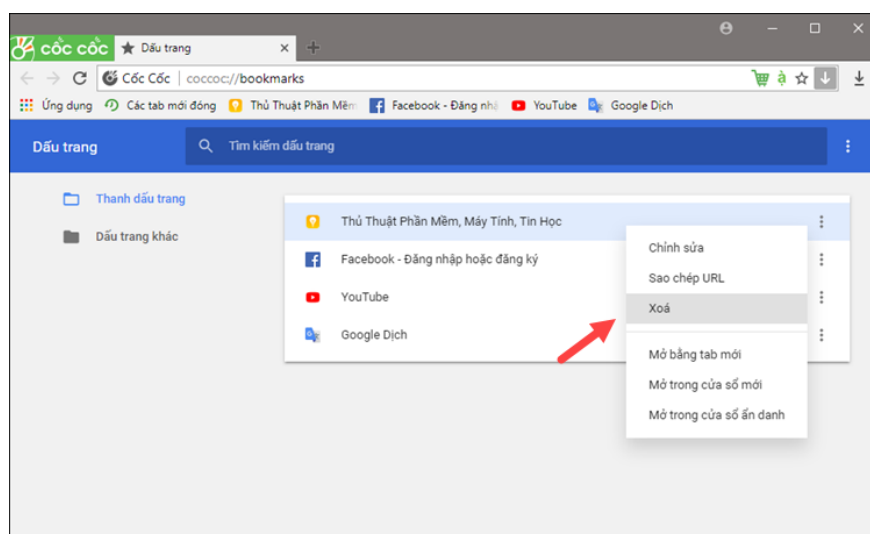 cốc cốc
Dấu trang
Cốc Cốc | coccoc://bookmarks
Ứng dụng
Các tab mới đóng
Thủ Thuật Phần Mềm
Facebook - Đăng nhậ
YouTube
Google Dịch
Dấu trang
Tìm kiếm dấu trang
Thanh dấu trang
Dấu trang khác
Thủ Thuật Phần Mềm, Máy Tính, Tin Học
Facebook - Đăng nhập hoặc đăng ký
YouTube
Google Dịch
Chỉnh sửa
Sao chép URL
Xoá
Mở bằng tab mới
Mở trong cửa sổ mới
Mở trong cửa sổ ẩn danh